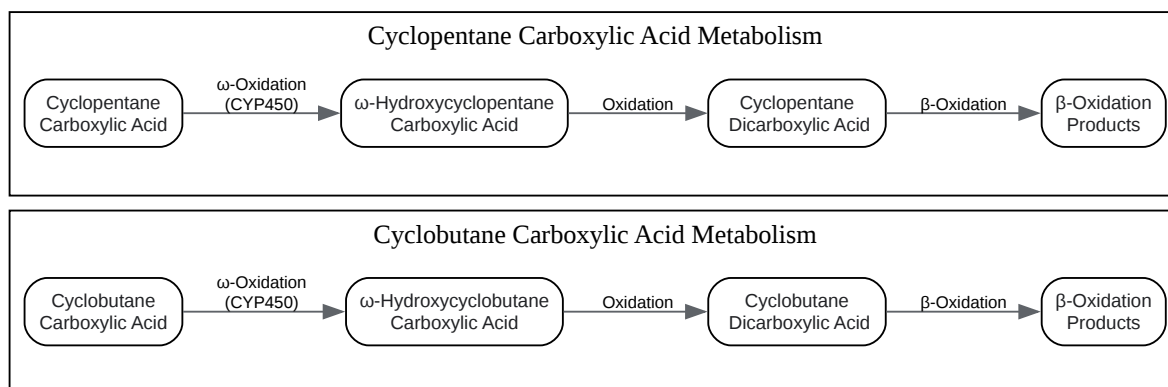 Cyclopentane Carboxylic Acid Metabolism
Cyclopentane
Carboxylic Acid
ω-Oxidation
(CYP450)
ω-Hydroxycyclopentane
Carboxylic Acid
Oxidation
Cyclopentane
Dicarboxylic Acid
β-Oxidation
β-Oxidation
Products
Cyclobutane Carboxylic Acid Metabolism
Cyclobutane
Carboxylic Acid
ω-Oxidation
(CYP450)
ω-Hydroxycyclobutane
Carboxylic Acid
Oxidation
Cyclobutane
Dicarboxylic Acid
β-Oxidation
β-Oxidation
Products